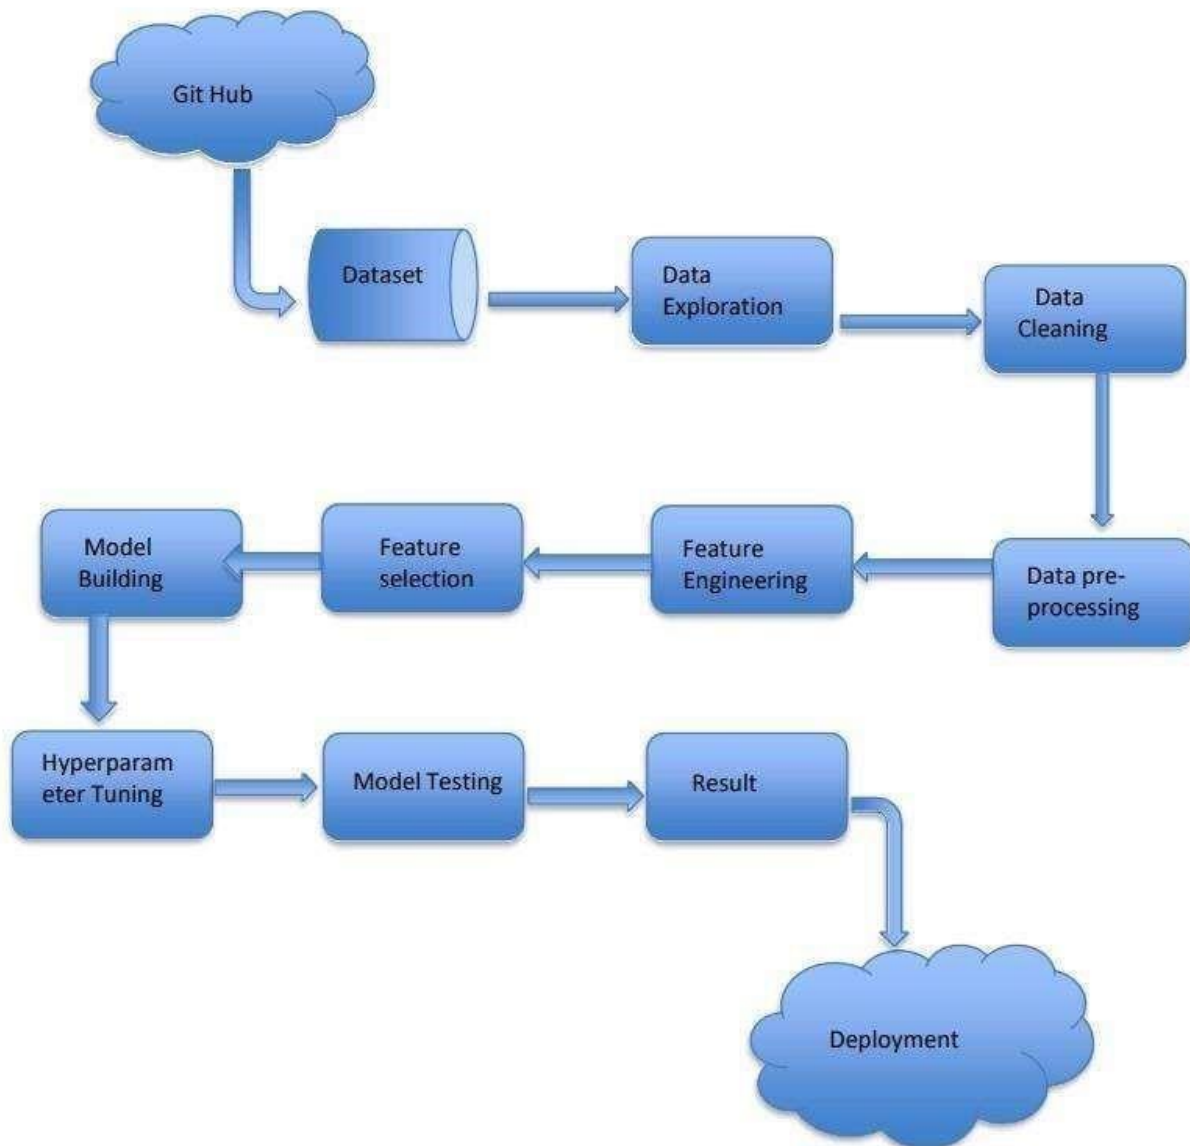 Git Hub
Dataset
Data
Exploration
Data
Cleaning
Data pre-
processing
Feature
Engineering
Feature
selection
Model
Building
Hyperparam
eter Tuning
Model Testing
Result
Deployment